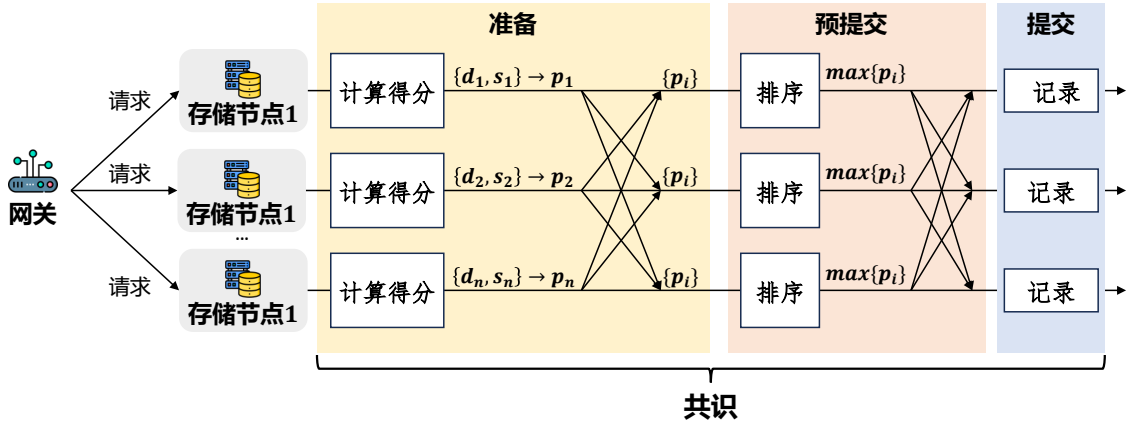 准备
预提交
提交
请求
存储节点1
计算得分
{d₁, s₁} → p₁
{pᵢ}
排序
max{pᵢ}
记录
网关
请求
存储节点1
计算得分
{d₂, s₂} → p₂
{pᵢ}
排序
max{pᵢ}
记录
...
请求
存储节点1
计算得分
{dₙ, sₙ} → pₙ
{pᵢ}
排序
max{pᵢ}
记录
共识